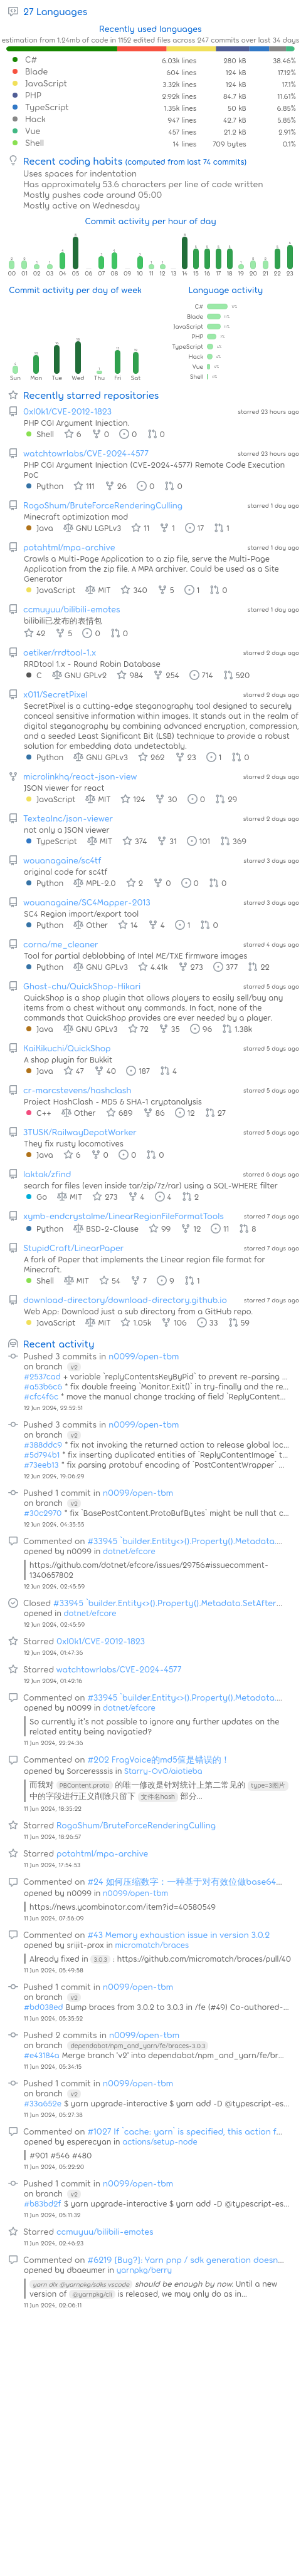 27 Languages
Recently used languages
estimation from 1.24mb of code in 1152 edited files across 247 commits over 34 days
C# 6.03k lines 280 kB 38.46%
Blade 604 lines 124 kB 17.12%
JavaScript 3.32k lines 124 kB 17.1%
PHP 2.92k lines 84.7 kB 11.61%
TypeScript 1.35k lines 50 kB 6.85%
Hack 947 lines 42.7 kB 5.85%
Vue 457 lines 21.2 kB 2.91%
Shell 14 lines 709 bytes 0.1%
Recent coding habits (computed from last 74 commits)
Uses spaces for indentation
Has approximately 53.6 characters per line of code written
Mostly pushes code around 05:00
Mostly active on Wednesday
Commit activity per hour of day
00 01 02 03 04 05 06 07 08 09 10 11 12 13 14 15 16 17 18 19 20 21 22 23
Commit activity per day of week
Sun Mon Tue Wed Thu Fri Sat
Language activity
C#
Blade
JavaScript
PHP
TypeScript
Hack
Vue
Shell
Recently starred repositories
0xl0k1/CVE-2012-1823 starred 23 hours ago
PHP CGI Argument Injection.
Shell 6 0 0 0
watchtowrlabs/CVE-2024-4577 starred 23 hours ago
PHP CGI Argument Injection (CVE-2024-4577) Remote Code Execution
PoC
Python 111 26 0 0
RogoShum/BruteForceRenderingCulling starred 1 day ago
Minecraft optimization mod
Java GNU LGPLv3 11 1 17 1
potahtml/mpa-archive starred 1 day ago
Crawls a Multi-Page Application to a zip file, serve the Multi-Page
Application from the zip file. A MPA archiver. Could be used as a Site
Generator
JavaScript MIT 340 5 1 0
ccmuyuu/bilibili-emotes starred 1 day ago
bilibili已发布的表情包
42 5 0 0
oetiker/rrdtool-1.x starred 2 days ago
RRDtool 1.x - Round Robin Database
C GNU GPLv2 984 254 714 520
x011/SecretPixel starred 2 days ago
SecretPixel is a cutting-edge steganography tool designed to securely
conceal sensitive information within images. It stands out in the realm of
digital steganography by combining advanced encryption, compression,
and a seeded Least Significant Bit (LSB) technique to provide a robust
solution for embedding data undetectably.
Python GNU GPLv3 262 23 1 0
microlinkhq/react-json-view starred 2 days ago
JSON viewer for react
JavaScript MIT 124 30 0 29
TexteaInc/json-viewer starred 2 days ago
not only a JSON viewer
TypeScript MIT 374 31 101 369
wouanagaine/sc4tf starred 3 days ago
original code for sc4tf
Python MPL-2.0 2 0 0 0
wouanagaine/SC4Mapper-2013 starred 3 days ago
SC4 Region import/export tool
Python Other 14 4 1 0
corna/me_cleaner starred 4 days ago
Tool for partial deblobbing of Intel ME/TXE firmware images
Python GNU GPLv3 4.41k 273 377 22
Ghost-chu/QuickShop-Hikari starred 5 days ago
QuickShop is a shop plugin that allows players to easily sell/buy any
items from a chest without any commands. In fact, none of the
commands that QuickShop provides are ever needed by a player.
Java GNU GPLv3 72 35 96 1.38k
KaiKikuchi/QuickShop starred 5 days ago
A shop plugin for Bukkit
Java 47 40 187 4
cr-marcstevens/hashclash starred 5 days ago
Project HashClash - MD5 & SHA-1 cryptanalysis
C++ Other 689 86 12 27
3TUSK/RailwayDepotWorker starred 5 days ago
They fix rusty locomotives
Java 6 0 0 0
laktak/zfind starred 6 days ago
search for files (even inside tar/zip/7z/rar) using a SQL-WHERE filter
Go MIT 273 4 4 2
xymb-endcrystalme/LinearRegionFileFormatTools starred 7 days ago
Python BSD-2-Clause 99 12 11 8
StupidCraft/LinearPaper starred 7 days ago
A fork of Paper that implements the Linear region file format for
Minecraft.
Shell MIT 54 7 9 1
download-directory/download-directory.github.io starred 7 days ago
Web App: Download just a sub directory from a GitHub repo.
JavaScript MIT 1.05k 106 33 59
Recent activity
Pushed 3 commits in n0099/open-tbm
on branch v2
#2537cad + variable `replyContentsKeyByPid` to prevent re-parsing ...
#a53b6c6 * fix double freeing `Monitor.Exit()` in try-finally and the re...
#cfc4f6c * move the manual change tracking of field `ReplyContent...
12 Jun 2024, 22:52:51
Pushed 3 commits in n0099/open-tbm
on branch v2
#388ddc9 * fix not invoking the returned action to release global loc...
#5d794b1 * fix inserting duplicated entities of `ReplyContentImage` t...
#73eeb13 * fix parsing protobuf encoding of `PostContentWrapper` ...
12 Jun 2024, 19:06:29
Pushed 1 commit in n0099/open-tbm
on branch v2
#30c2970 * fix `BasePostContent.ProtoBufBytes` might be null that c...
12 Jun 2024, 04:35:55
Commented on #33945 `builder.Entity<>().Property().Metadata....
opened by n0099 in dotnet/efcore
https://github.com/dotnet/efcore/issues/29756#issuecomment-
1340657802
12 Jun 2024, 02:45:59
Closed #33945 `builder.Entity<>().Property().Metadata.SetAfter...
opened in dotnet/efcore
12 Jun 2024, 02:45:59
Starred 0xl0k1/CVE-2012-1823
12 Jun 2024, 01:47:36
Starred watchtowrlabs/CVE-2024-4577
12 Jun 2024, 01:42:16
Commented on #33945 `builder.Entity<>().Property().Metadata....
opened by n0099 in dotnet/efcore
So currently it's not possible to ignore any further updates on the
related entity being navigatied?
11 Jun 2024, 22:24:36
Commented on #202 FragVoice的md5值是错误的！
opened by Sorceresssis in Starry-OvO/aiotieba
而我对 PBContent.proto 的唯一修改是针对统计上第二常见的 type=3图片
中的字段进行正义削除只留下 文件名hash 部分...
11 Jun 2024, 18:35:22
Starred RogoShum/BruteForceRenderingCulling
11 Jun 2024, 18:26:57
Starred potahtml/mpa-archive
11 Jun 2024, 17:54:53
Commented on #24 如何压缩数字：一种基于对有效位做base64...
opened by n0099 in n0099/open-tbm
https://news.ycombinator.com/item?id=40580549
11 Jun 2024, 07:56:09
Commented on #43 Memory exhaustion issue in version 3.0.2
opened by srijit-prox in micromatch/braces
Already fixed in 3.0.3 : https://github.com/micromatch/braces/pull/40
11 Jun 2024, 05:49:58
Pushed 1 commit in n0099/open-tbm
on branch v2
#bd038ed Bump braces from 3.0.2 to 3.0.3 in /fe (#49) Co-authored-...
11 Jun 2024, 05:35:52
Pushed 2 commits in n0099/open-tbm
on branch dependabot/npm_and_yarn/fe/braces-3.0.3
#e43184a Merge branch 'v2' into dependabot/npm_and_yarn/fe/br...
11 Jun 2024, 05:34:15
Pushed 1 commit in n0099/open-tbm
on branch v2
#33a652e $ yarn upgrade-interactive $ yarn add -D @typescript-es...
11 Jun 2024, 05:27:38
Commented on #1027 If `cache: yarn` is specified, this action f...
opened by esperecyan in actions/setup-node
#901 #546 #480
11 Jun 2024, 05:22:20
Pushed 1 commit in n0099/open-tbm
on branch v2
#b83bd2f $ yarn upgrade-interactive $ yarn add -D @typescript-es...
11 Jun 2024, 05:11:32
Starred ccmuyuu/bilibili-emotes
11 Jun 2024, 02:46:23
Commented on #6219 [Bug?]: Yarn pnp / sdk generation doesn...
opened by dbaeumer in yarnpkg/berry
yarn dlx @yarnpkg/sdks vscode should be enough by now. Until a new
version of @yarnpkg/cli is released, we may only do as in...
11 Jun 2024, 02:06:11